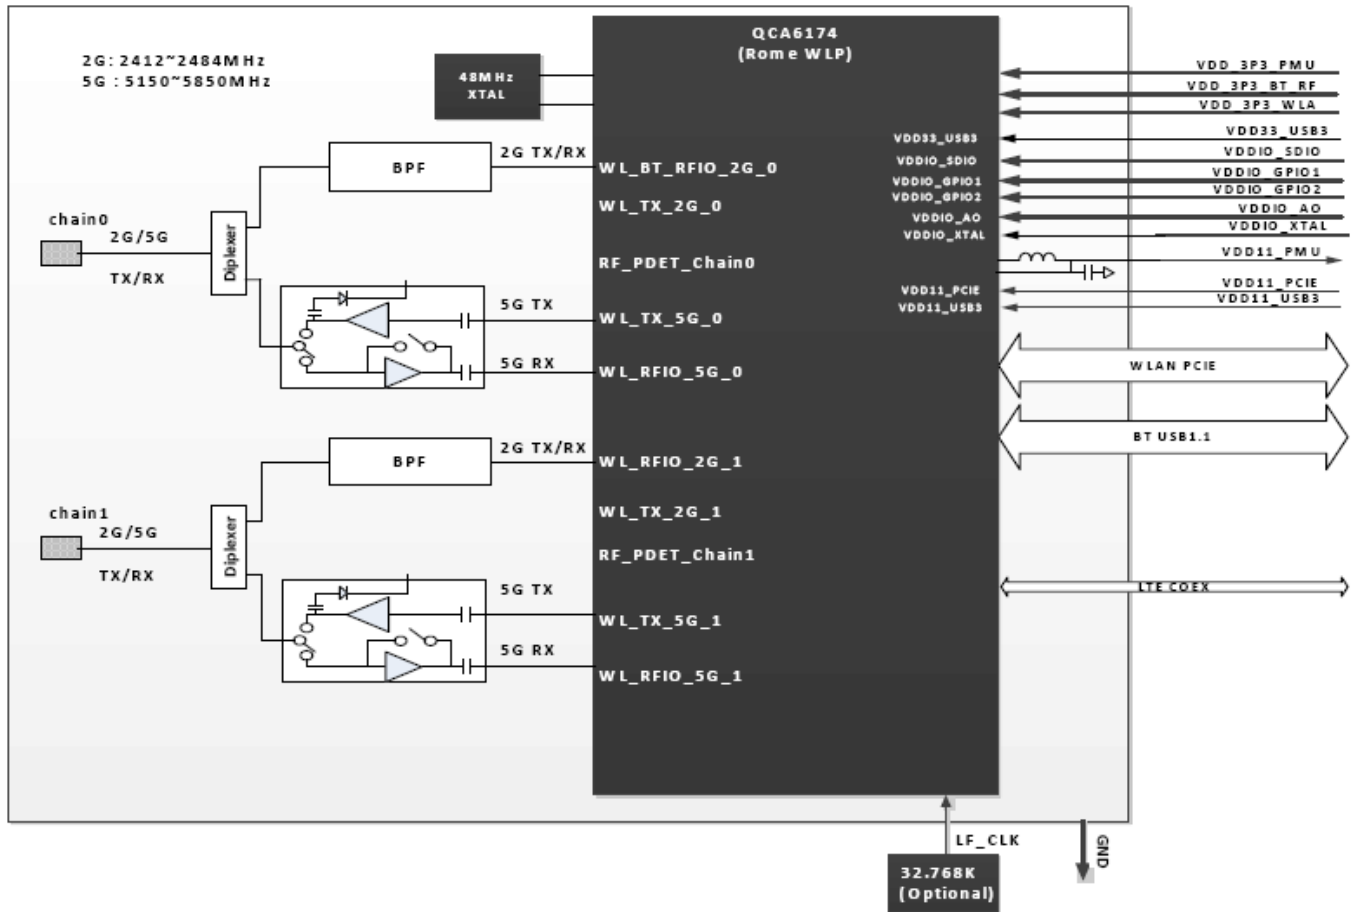 QCA6174
(Rome WLP)
2G: 2412~2484MHz
5G : 5150~5850MHz
48MHz
XTAL
VDD_3P3_PMU
VDD_3P3_BT_RF
VDD_3P3_WLA
VDD33_USB3
VDD33_USB3
VDDIO_SDIO
VDDIO_SDIO
VDDIO_GPIO1
VDDIO_GPIO1
VDDIO_GPIO2
VDDIO_GPIO2
VDDIO_AO
VDDIO_AO
VDDIO_XTAL
VDDIO_XTAL
VDD11_PMU
VDD11_PCIE
VDD11_PCIE
VDD11_USB3
VDD11_USB3
BPF
2G TX/RX
WL_BT_RFIO_2G_0
WL_TX_2G_0
chain0
2G/5G
TX/RX
Diplexer
RF_PDET_Chain0
5G TX
WL_TX_5G_0
5G RX
WL_RFIO_5G_0
WLAN PCIE
BT USB1.1
BPF
2G TX/RX
WL_RFIO_2G_1
WL_TX_2G_1
chain1
2G/5G
TX/RX
Diplexer
RF_PDET_Chain1
5G TX
WL_TX_5G_1
5G RX
WL_RFIO_5G_1
LTE COEX
LF_CLK
GND
32.768K
(Optional)